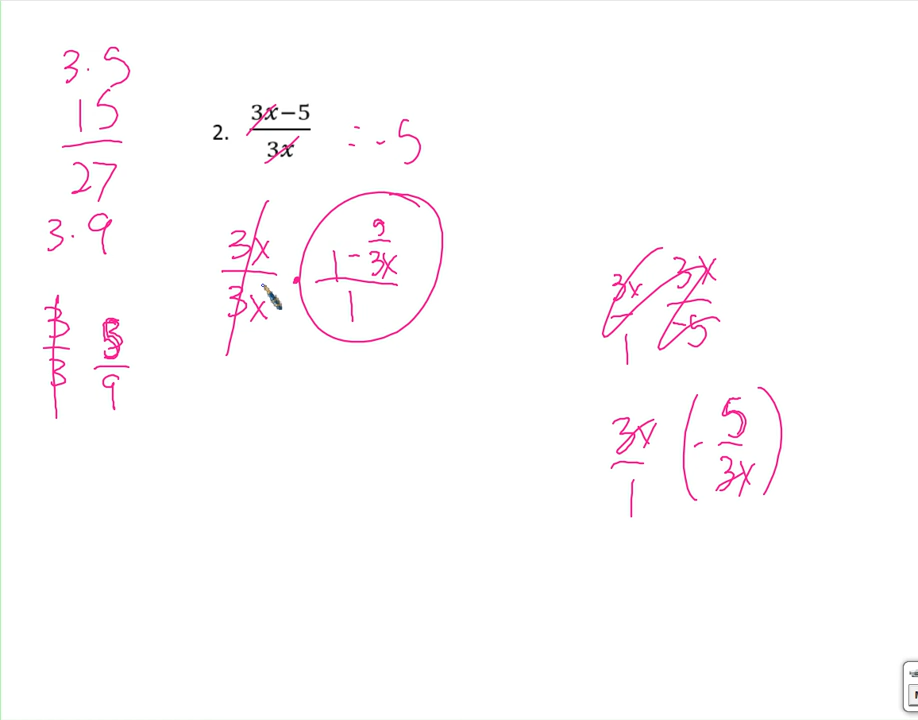 3·5
15
27
3·9
3 5
3 9
2. 3x−5
3x
= -5
3x · 1 - 5/3x
3x 1
3x 3x
1 -5
3x (- 5)
1 3x